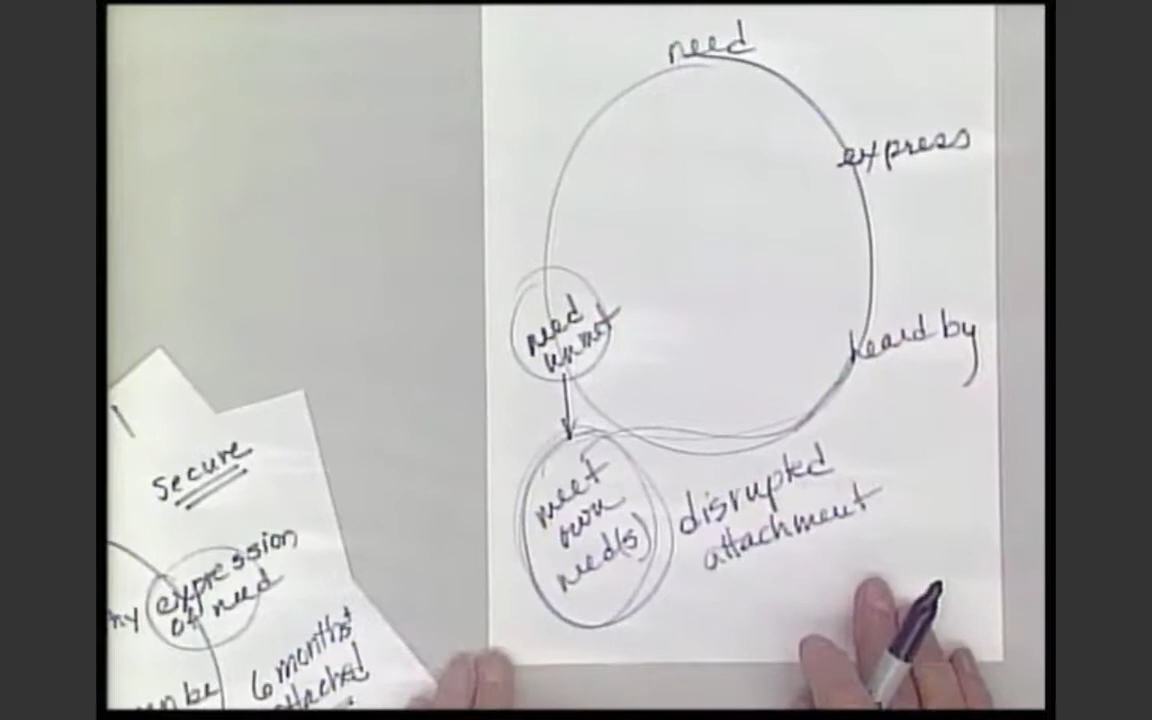 need
express
need
unmet
heard by
meet
own
need(s)
disrupted
attachment
secure
expression
of need
6 months
attached